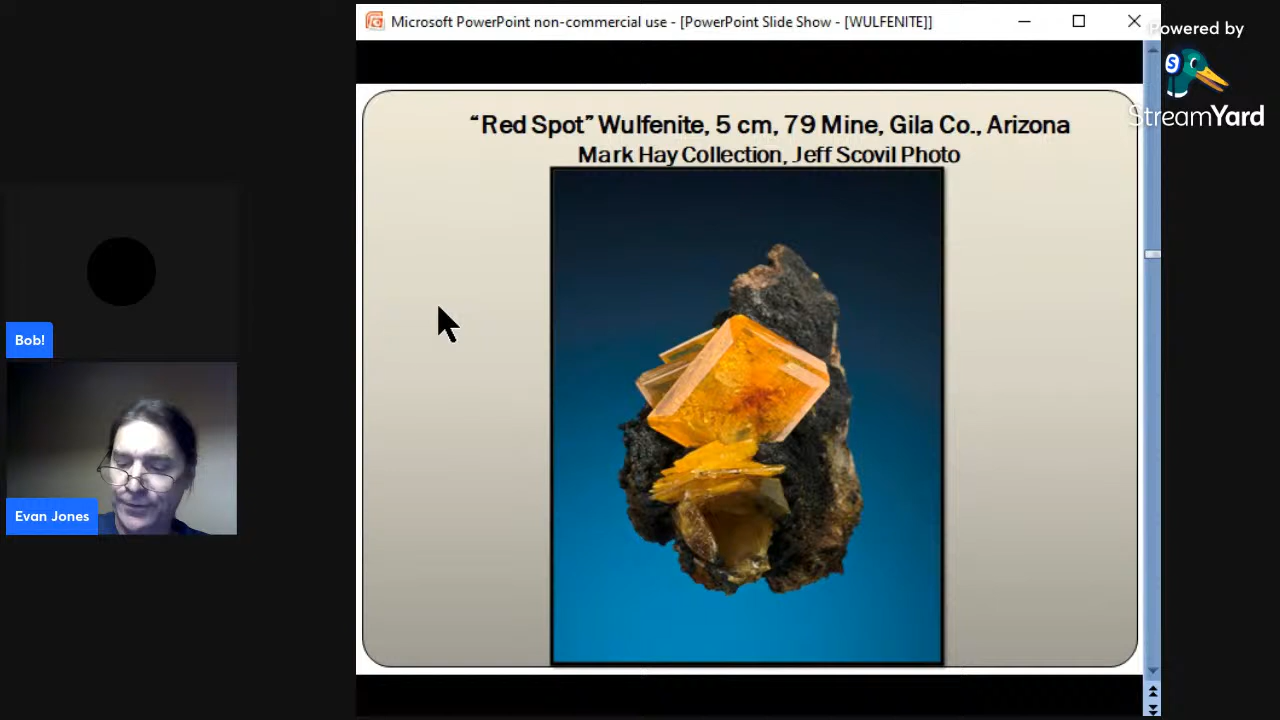 Microsoft PowerPoint non-commercial use - [PowerPoint Slide Show - [WULFENITE]]
Powered by
S
StreamYard
“Red Spot” Wulfenite, 5 cm, 79 Mine, Gila Co., Arizona
Mark Hay Collection, Jeff Scovil Photo
Bob!
Evan Jones